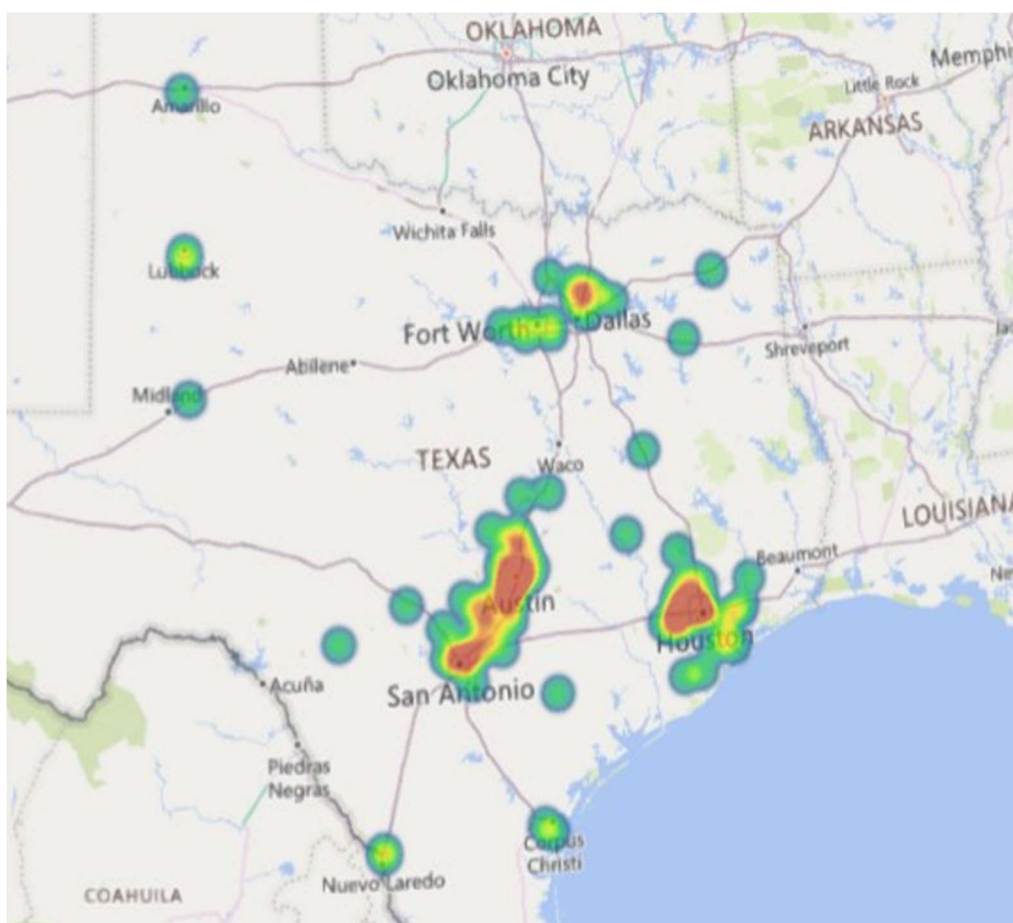 OKLAHOMA
Oklahoma City
Memphi
Little Rock
ARKANSAS
Amarillo
Wichita Falls
Lubbock
Fort Worth
Dallas
Shreveport
Abilene
Midland
TEXAS
Waco
LOUISIANA
Beaumont
Ne
Austin
Houston
San Antonio
Acuña
Piedras
Negras
Corpus
Christi
Nuevo Laredo
COAHUILA